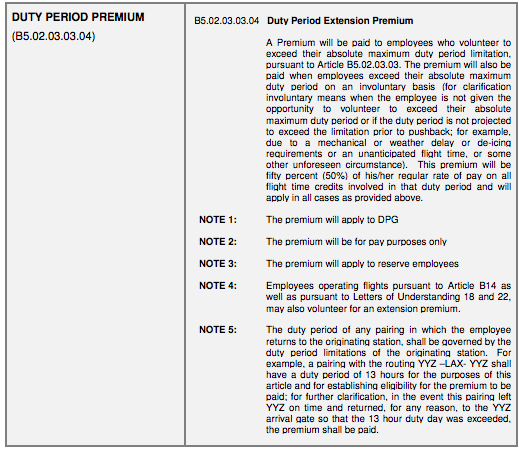 DUTY PERIOD PREMIUM
(B5.02.03.03.04)
B5.02.03.03.04 Duty Period Extension Premium
A Premium will be paid to employees who volunteer to
exceed their absolute maximum duty period limitation,
pursuant to Article B5.02.03.03. The premium will also be
paid when employees exceed their absolute maximum
duty period on an involuntary basis (for clarification
involuntary means when the employee is not given the
opportunity to volunteer to exceed their absolute
maximum duty period or if the duty period is not projected
to exceed the limitation prior to pushback; for example,
due to a mechanical or weather delay or de-icing
requirements or an unanticipated flight time, or some
other unforeseen circumstance). This premium will be
fifty percent (50%) of his/her regular rate of pay on all
flight time credits involved in that duty period and will
apply in all cases as provided above.
NOTE 1: The premium will apply to DPG
NOTE 2: The premium will be for pay purposes only
NOTE 3: The premium will apply to reserve employees
NOTE 4: Employees operating flights pursuant to Article B14 as
well as pursuant to Letters of Understanding 18 and 22,
may also volunteer for an extension premium.
NOTE 5: The duty period of any pairing in which the employee
returns to the originating station, shall be governed by the
duty period limitations of the originating station. For
example, a pairing with the routing YYZ –LAX- YYZ shall
have a duty period of 13 hours for the purposes of this
article and for establishing eligibility for the premium to be
paid; for further clarification, in the event this pairing left
YYZ on time and returned, for any reason, to the YYZ
arrival gate so that the 13 hour duty day was exceeded,
the premium shall be paid.